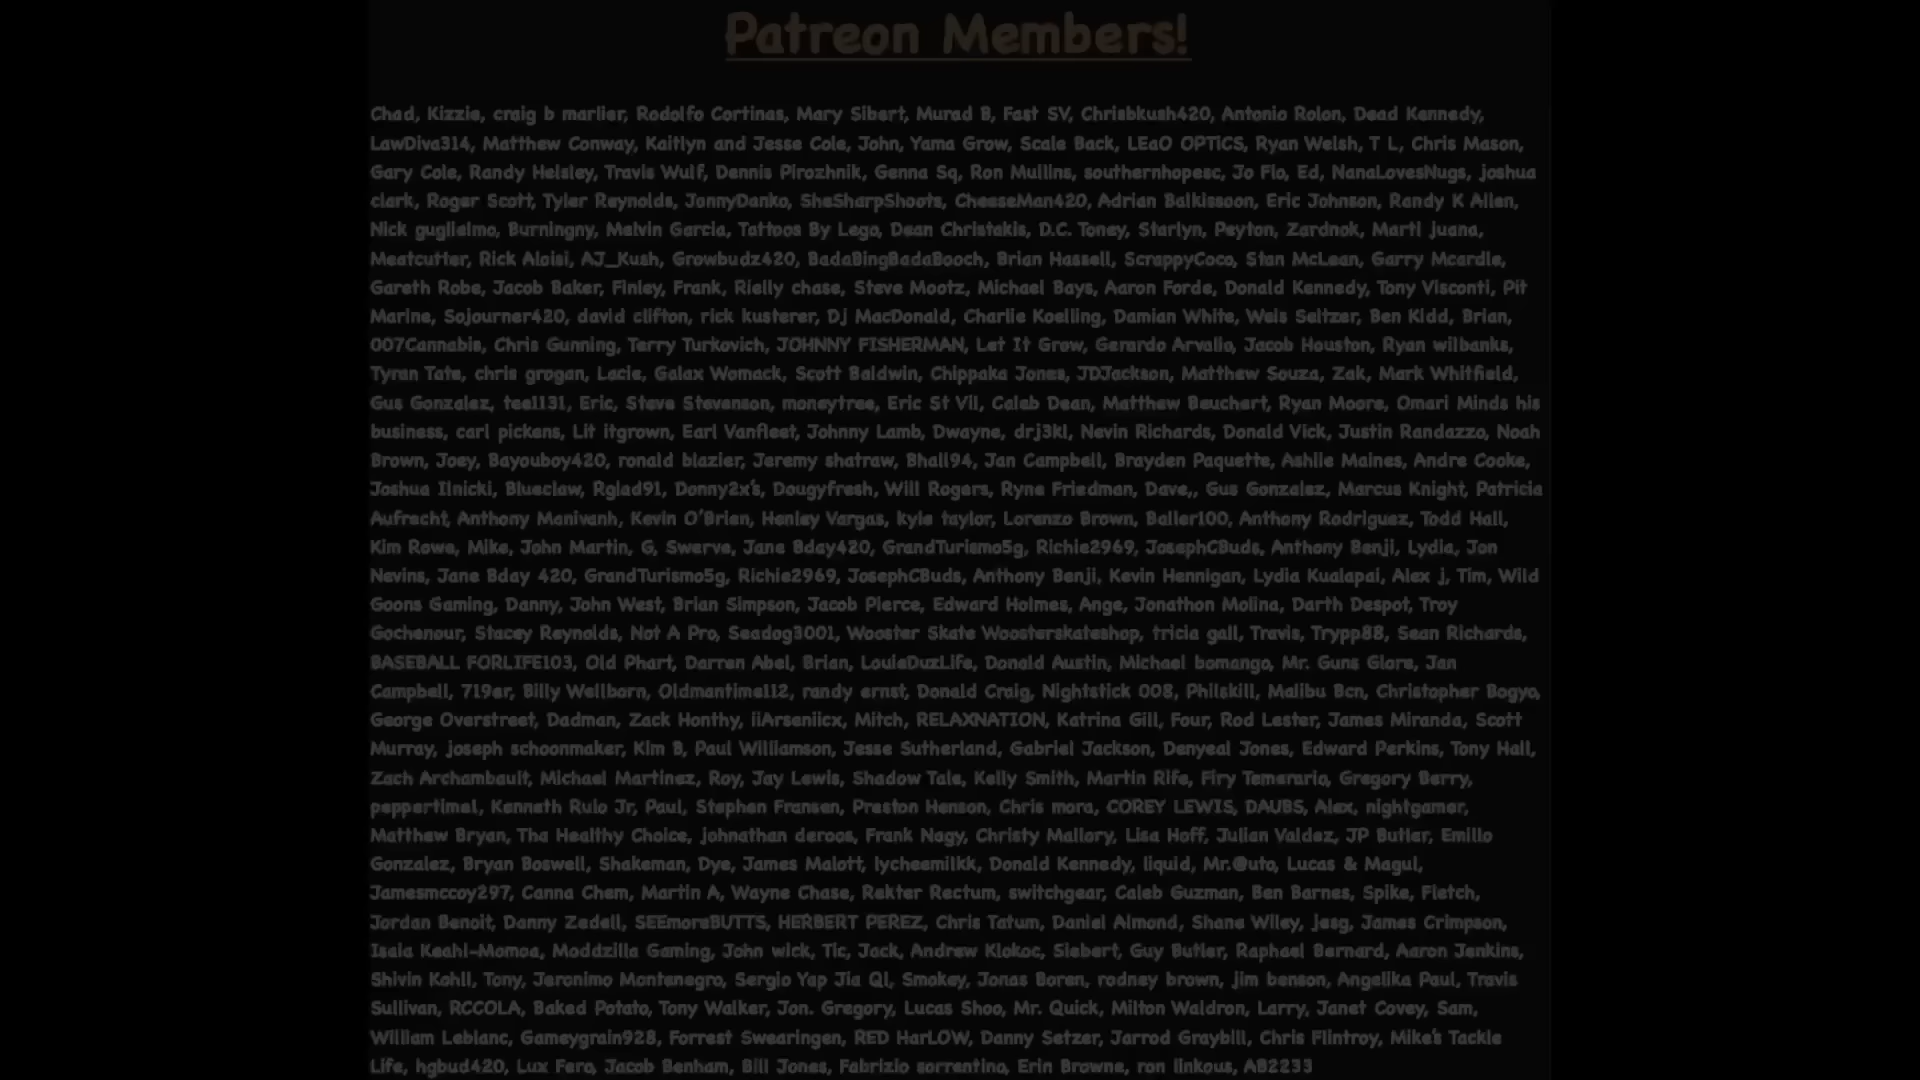 Patreon Members!
Chad, Kizzie, craig b marlier, Rodolfo Cortinas, Mary Sibert, Murad B, Fast SV, Chrisbkush420, Antonio Rolon, Dead Kennedy,
LawDiva314, Matthew Conway, Kaitlyn and Jesse Cole, John, Yama Grow, Scale Back, LEaO OPTiCS, Ryan Welsh, T L, Chris Mason,
Gary Cole, Randy Helsley, Travis Wulf, Dennis Pirozhnik, Genna Sq, Ron Mullins, southernhopesc, Jo Flo, Ed, NanaLovesNugs, joshua
clark, Roger Scott, Tyler Reynolds, JonnyDanko, SheSharpShoots, CheeseMan420, Adrian Balkissoon, Eric Johnson, Randy K Allen,
Nick guglielmo, Burningny, Melvin Garcia, Tattoos By Lego, Dean Christakis, D.C. Toney, Starlyn, Peyton, Zardnok, Marti juana,
Meatcutter, Rick Aloisi, AJ_Kush, Growbudz420, BadaBingBadaBooch, Brian Hassell, ScrappyCoco, Stan McLean, Garry Mcardle,
Gareth Robe, Jacob Baker, Finley, Frank, Rielly chase, Steve Mootz, Michael Bays, Aaron Forde, Donald Kennedy, Tony Visconti, Pit
Marine, Sojourner420, david clifton, rick kusterer, Dj MacDonald, Charlie Koelling, Damian White, Weis Seltzer, Ben Kidd, Brian,
007Cannabis, Chris Gunning, Terry Turkovich, JOHNNY FISHERMAN, Let It Grow, Gerardo Arvalio, Jacob Houston, Ryan wilbanks,
Tyren Tate, chris grogan, Lacie, Galax Womack, Scott Baldwin, Chippaka Jones, JDJackson, Matthew Souza, Zak, Mark Whitfield,
Gus Gonzalez, tee1131, Eric, Steve Stevenson, moneytree, Eric St Vil, Caleb Dean, Matthew Beuchert, Ryan Moore, Omari Minds his
business, carl pickens, Lit itgrown, Earl Vanfleet, Johnny Lamb, Dwayne, drj3kl, Nevin Richards, Donald Vick, Justin Randazzo, Noah
Brown, Joey, Bayouboy420, ronald blazier, Jeremy shatraw, Bhall94, Jan Campbell, Brayden Paquette, Ashlie Maines, Andre Cooke,
Joshua Ilnicki, Blueclaw, Rglad91, Donny2x's, Dougyfresh, Will Rogers, Ryne Friedman, Dave,, Gus Gonzalez, Marcus Knight, Patricia
Aufrecht, Anthony Manivanh, Kevin O'Brien, Henley Vargas, kyle taylor, Lorenzo Brown, Baller100, Anthony Rodriguez, Todd Hall,
Kim Rowe, Mike, John Martin, G, Swerve, Jane Bday420, GrandTurismo5g, Richie2969, JosephCBuds, Anthony Benji, Lydia, Jon
Nevins, Jane Bday 420, GrandTurismo5g, Richie2969, JosephCBuds, Anthony Benji, Kevin Hennigan, Lydia Kualapai, Alex j, Tim, Wild
Goons Gaming, Danny, John West, Brian Simpson, Jacob Pierce, Edward Holmes, Ange, Jonathon Molina, Darth Despot, Troy
Gochenour, Stacey Reynolds, Not A Pro, Seadog3001, Wooster Skate Woosterskateshop, tricia gall, Travis, Trypp88, Sean Richards,
BASEBALL FORLIFE103, Old Phart, Darren Abel, Brian, LouieDuzLife, Donald Austin, Michael bomango, Mr. Guns Glore, Jan
Campbell, 719er, Billy Wellborn, Oldmantime112, randy ernst, Donald Craig, Nightstick 008, Philskill, Malibu Bcn, Christopher Bogyo,
George Overstreet, Dadman, Zack Honthy, iiArseniicx, Mitch, RELAXNATION, Katrina Gill, Four, Rod Lester, James Miranda, Scott
Murray, joseph schoonmaker, Kim B, Paul Williamson, Jesse Sutherland, Gabriel Jackson, Denyeal Jones, Edward Perkins, Tony Hall,
Zach Archambault, Michael Martinez, Roy, Jay Lewis, Shadow Tale, Kelly Smith, Martin Rife, Firy Temerario, Gregory Berry,
peppertime1, Kenneth Rulo Jr, Paul, Stephen Fransen, Preston Henson, Chris mora, COREY LEWIS, DAUBS, Alex, nightgamer,
Matthew Bryan, Tha Healthy Choice, johnathan deroos, Frank Nagy, Christy Mallory, Lisa Hoff, Julian Valdez, JP Butler, Emilio
Gonzalez, Bryan Boswell, Shakeman, Dye, James Malott, lycheemilkk, Donald Kennedy, liquid, Mr.@uto, Lucas & Magui,
Jamesmccoy297, Canna Chem, Martin A, Wayne Chase, Rekter Rectum, switchgear, Caleb Guzman, Ben Barnes, Spike, Fletch,
Jordan Benoit, Danny Zedell, SEEmoreBUTTS, HERBERT PEREZ, Chris Tatum, Daniel Almond, Shane Wiley, jesg, James Crimpson,
Isaia Keahi-Momoa, Moddzilla Gaming, John wick, Tic, Jack, Andrew Klokoc, Siebert, Guy Butler, Raphael Bernard, Aaron Jenkins,
Shivin Kohli, Tony, Jeronimo Montenegro, Sergio Yap Jia Qi, Smokey, Jonas Boren, rodney brown, jim benson, Angelika Paul, Travis
Sullivan, RCCOLA, Baked Potato, Tony Walker, Jon. Gregory, Lucas Shoo, Mr. Quick, Milton Waldron, Larry, Janet Covey, Sam,
William Leblanc, Gameygrain928, Forrest Swearingen, RED HarLOW, Danny Setzer, Jarrod Graybill, Chris Flintroy, Mike's Tackle
Life, hgbud420, Lux Fero, Jacob Benham, Bill Jones, Fabrizio sorrentino, Erin Browne, ron linkous, AB2233